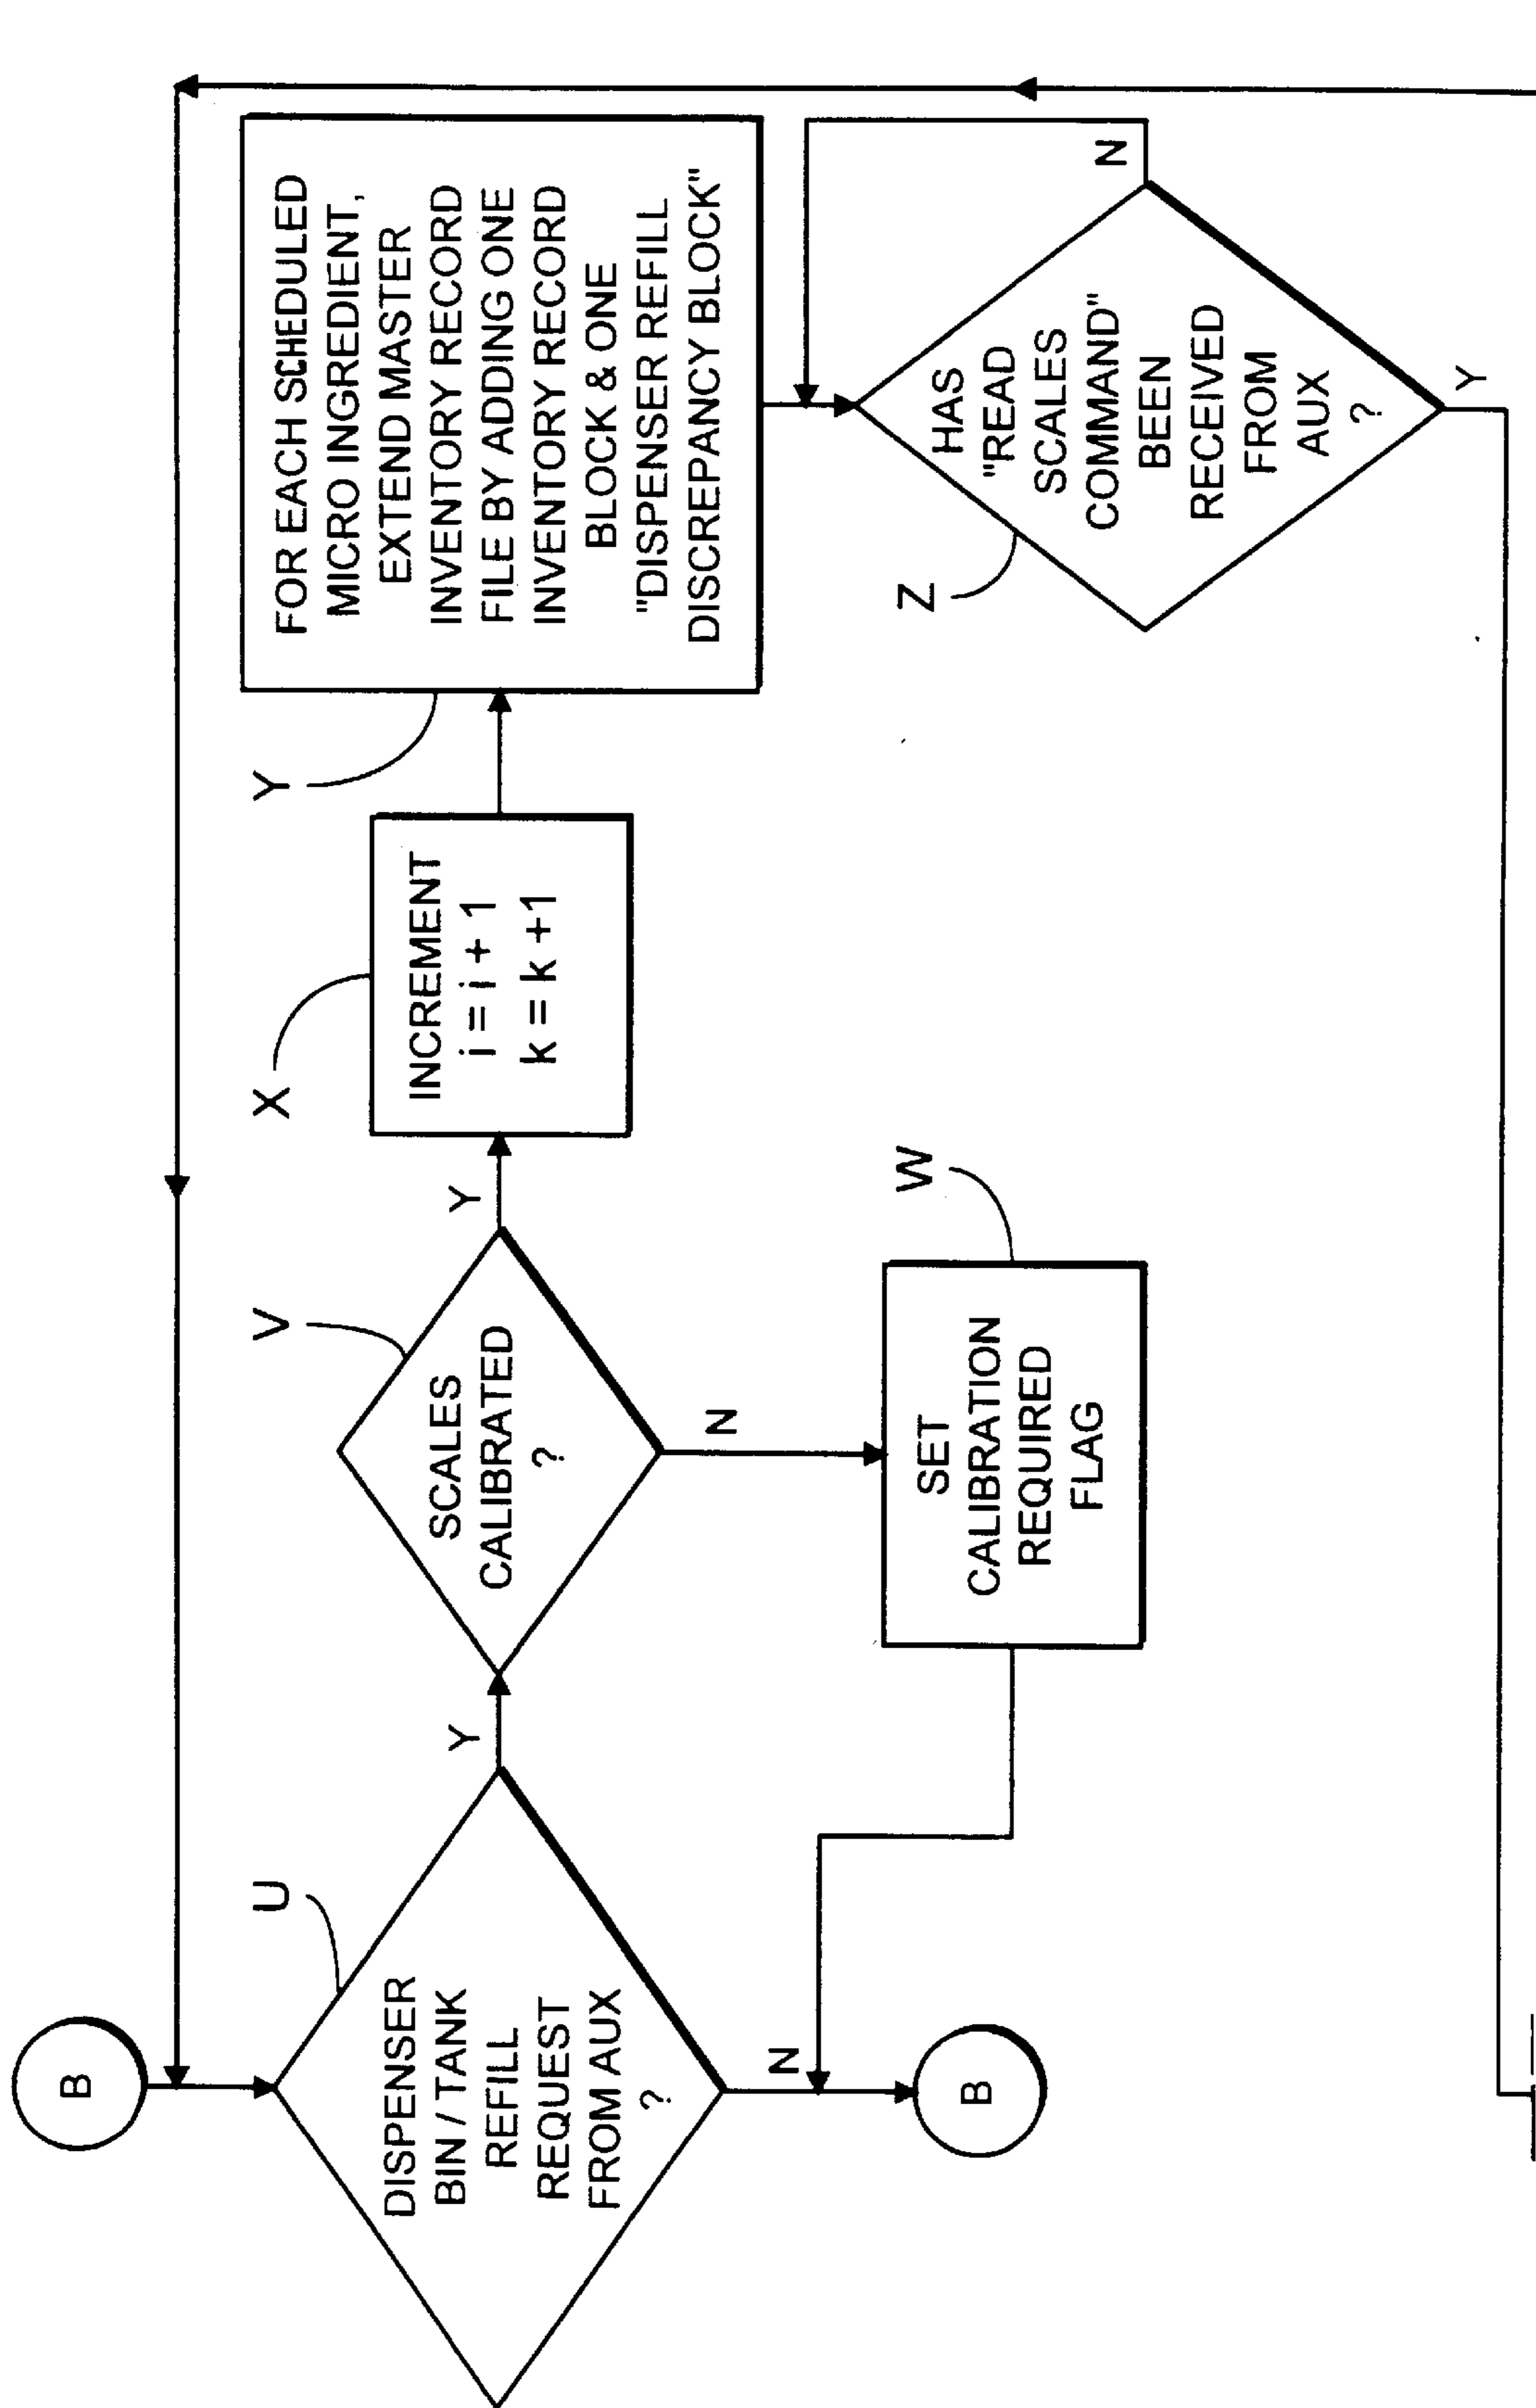 B
U
DISPENSER
BIN / TANK
REFILL
REQUEST
FROM AUX
?
Y
N
B
V
SCALES
CALIBRATED
?
Y
N
W
SET
CALIBRATION
REQUIRED
FLAG
X
INCREMENT
i = i + 1
k = k +1
Y
FOR EACH SCHEDULED
MICRO INGREDIENT,
EXTEND MASTER
INVENTORY RECORD
FILE BY ADDING ONE
INVENTORY RECORD
BLOCK & ONE
"DISPENSER REFILL
DISCREPANCY BLOCK"
Z
HAS
"READ
SCALES
COMMAND"
BEEN
RECEIVED
FROM
AUX
?
N
Y